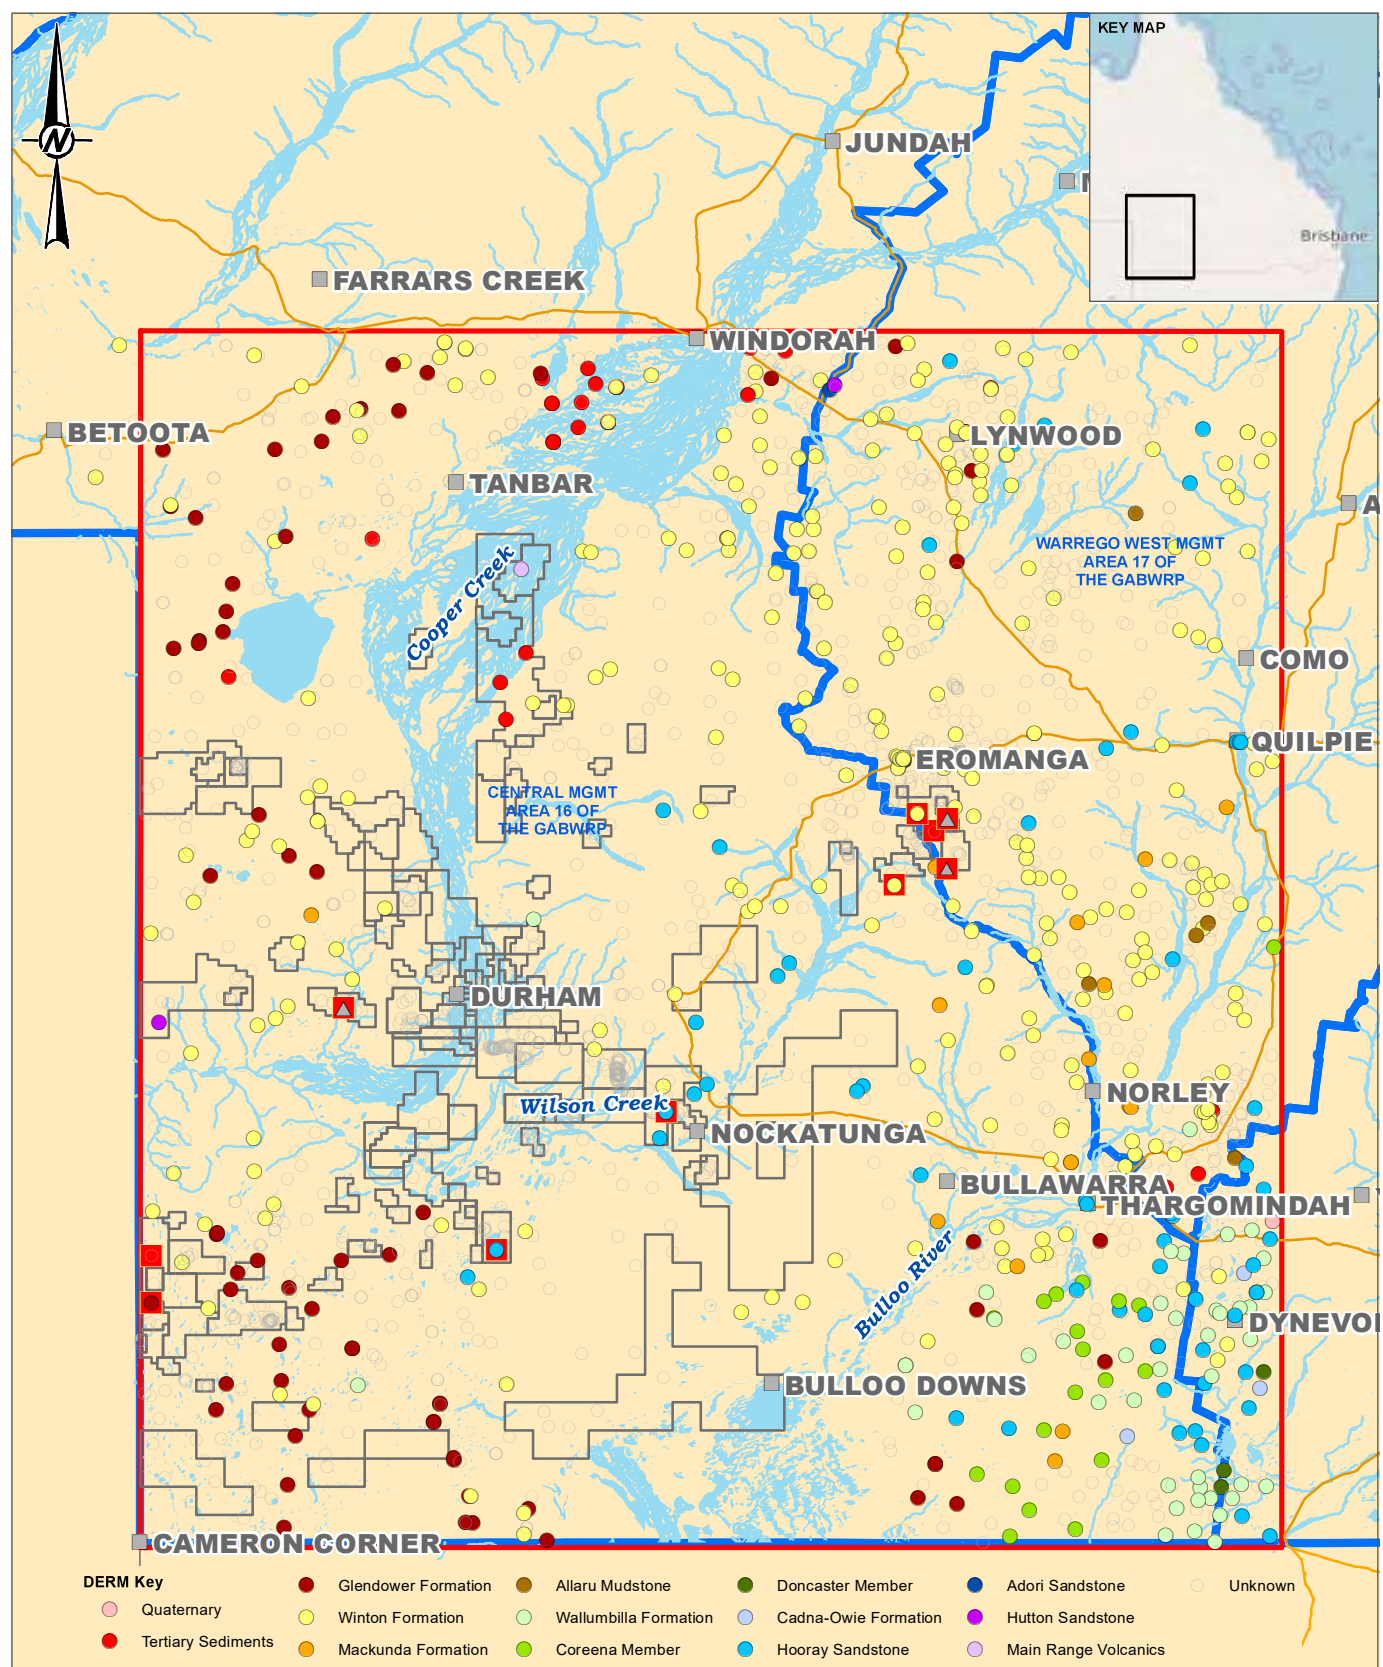 KEY MAP
Brisbane
N
JUNDAH
FARRARS CREEK
WINDORAH
BETOOTA
LYNWOOD
TANBAR
Cooper Creek
WARREGO WEST MGMT
AREA 17 OF
THE GABWRP
COMO
QUILPIE
EROMANGA
CENTRAL MGMT
AREA 16 OF
THE GABWRP
DURHAM
Wilson Creek
NORLEY
NOCKATUNGA
BULLAWARRA
THARGOMINDAH
Bulloo River
BULLOO DOWNS
CAMERON CORNER
DERM Key
Quaternary
Tertiary Sediments
Glendower Formation
Winton Formation
Mackunda Formation
Allaru Mudstone
Wallumbilla Formation
Coreena Member
Doncaster Member
Cadna-Owie Formation
Hooray Sandstone
Adori Sandstone
Hutton Sandstone
Main Range Volcanics
Unknown